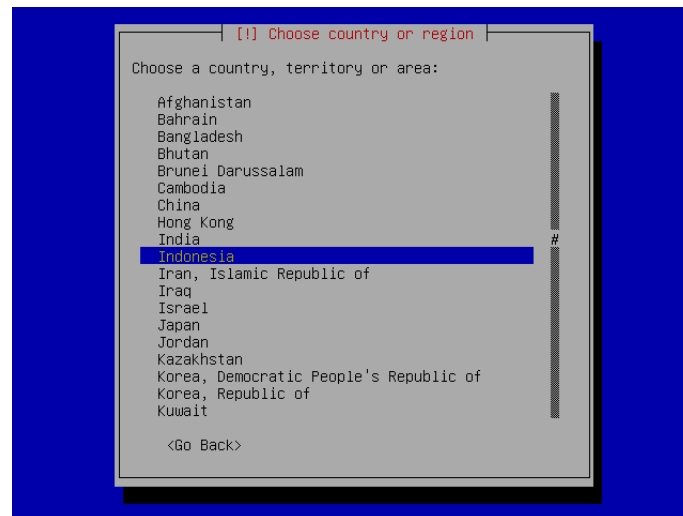 [!] Choose country or region
Choose a country, territory or area:
Afghanistan
Bahrain
Bangladesh
Bhutan
Brunei Darussalam
Cambodia
China
Hong Kong
India #
Indonesia
Iran, Islamic Republic of
Iraq
Israel
Japan
Jordan
Kazakhstan
Korea, Democratic People's Republic of
Korea, Republic of
Kuwait
<Go Back>